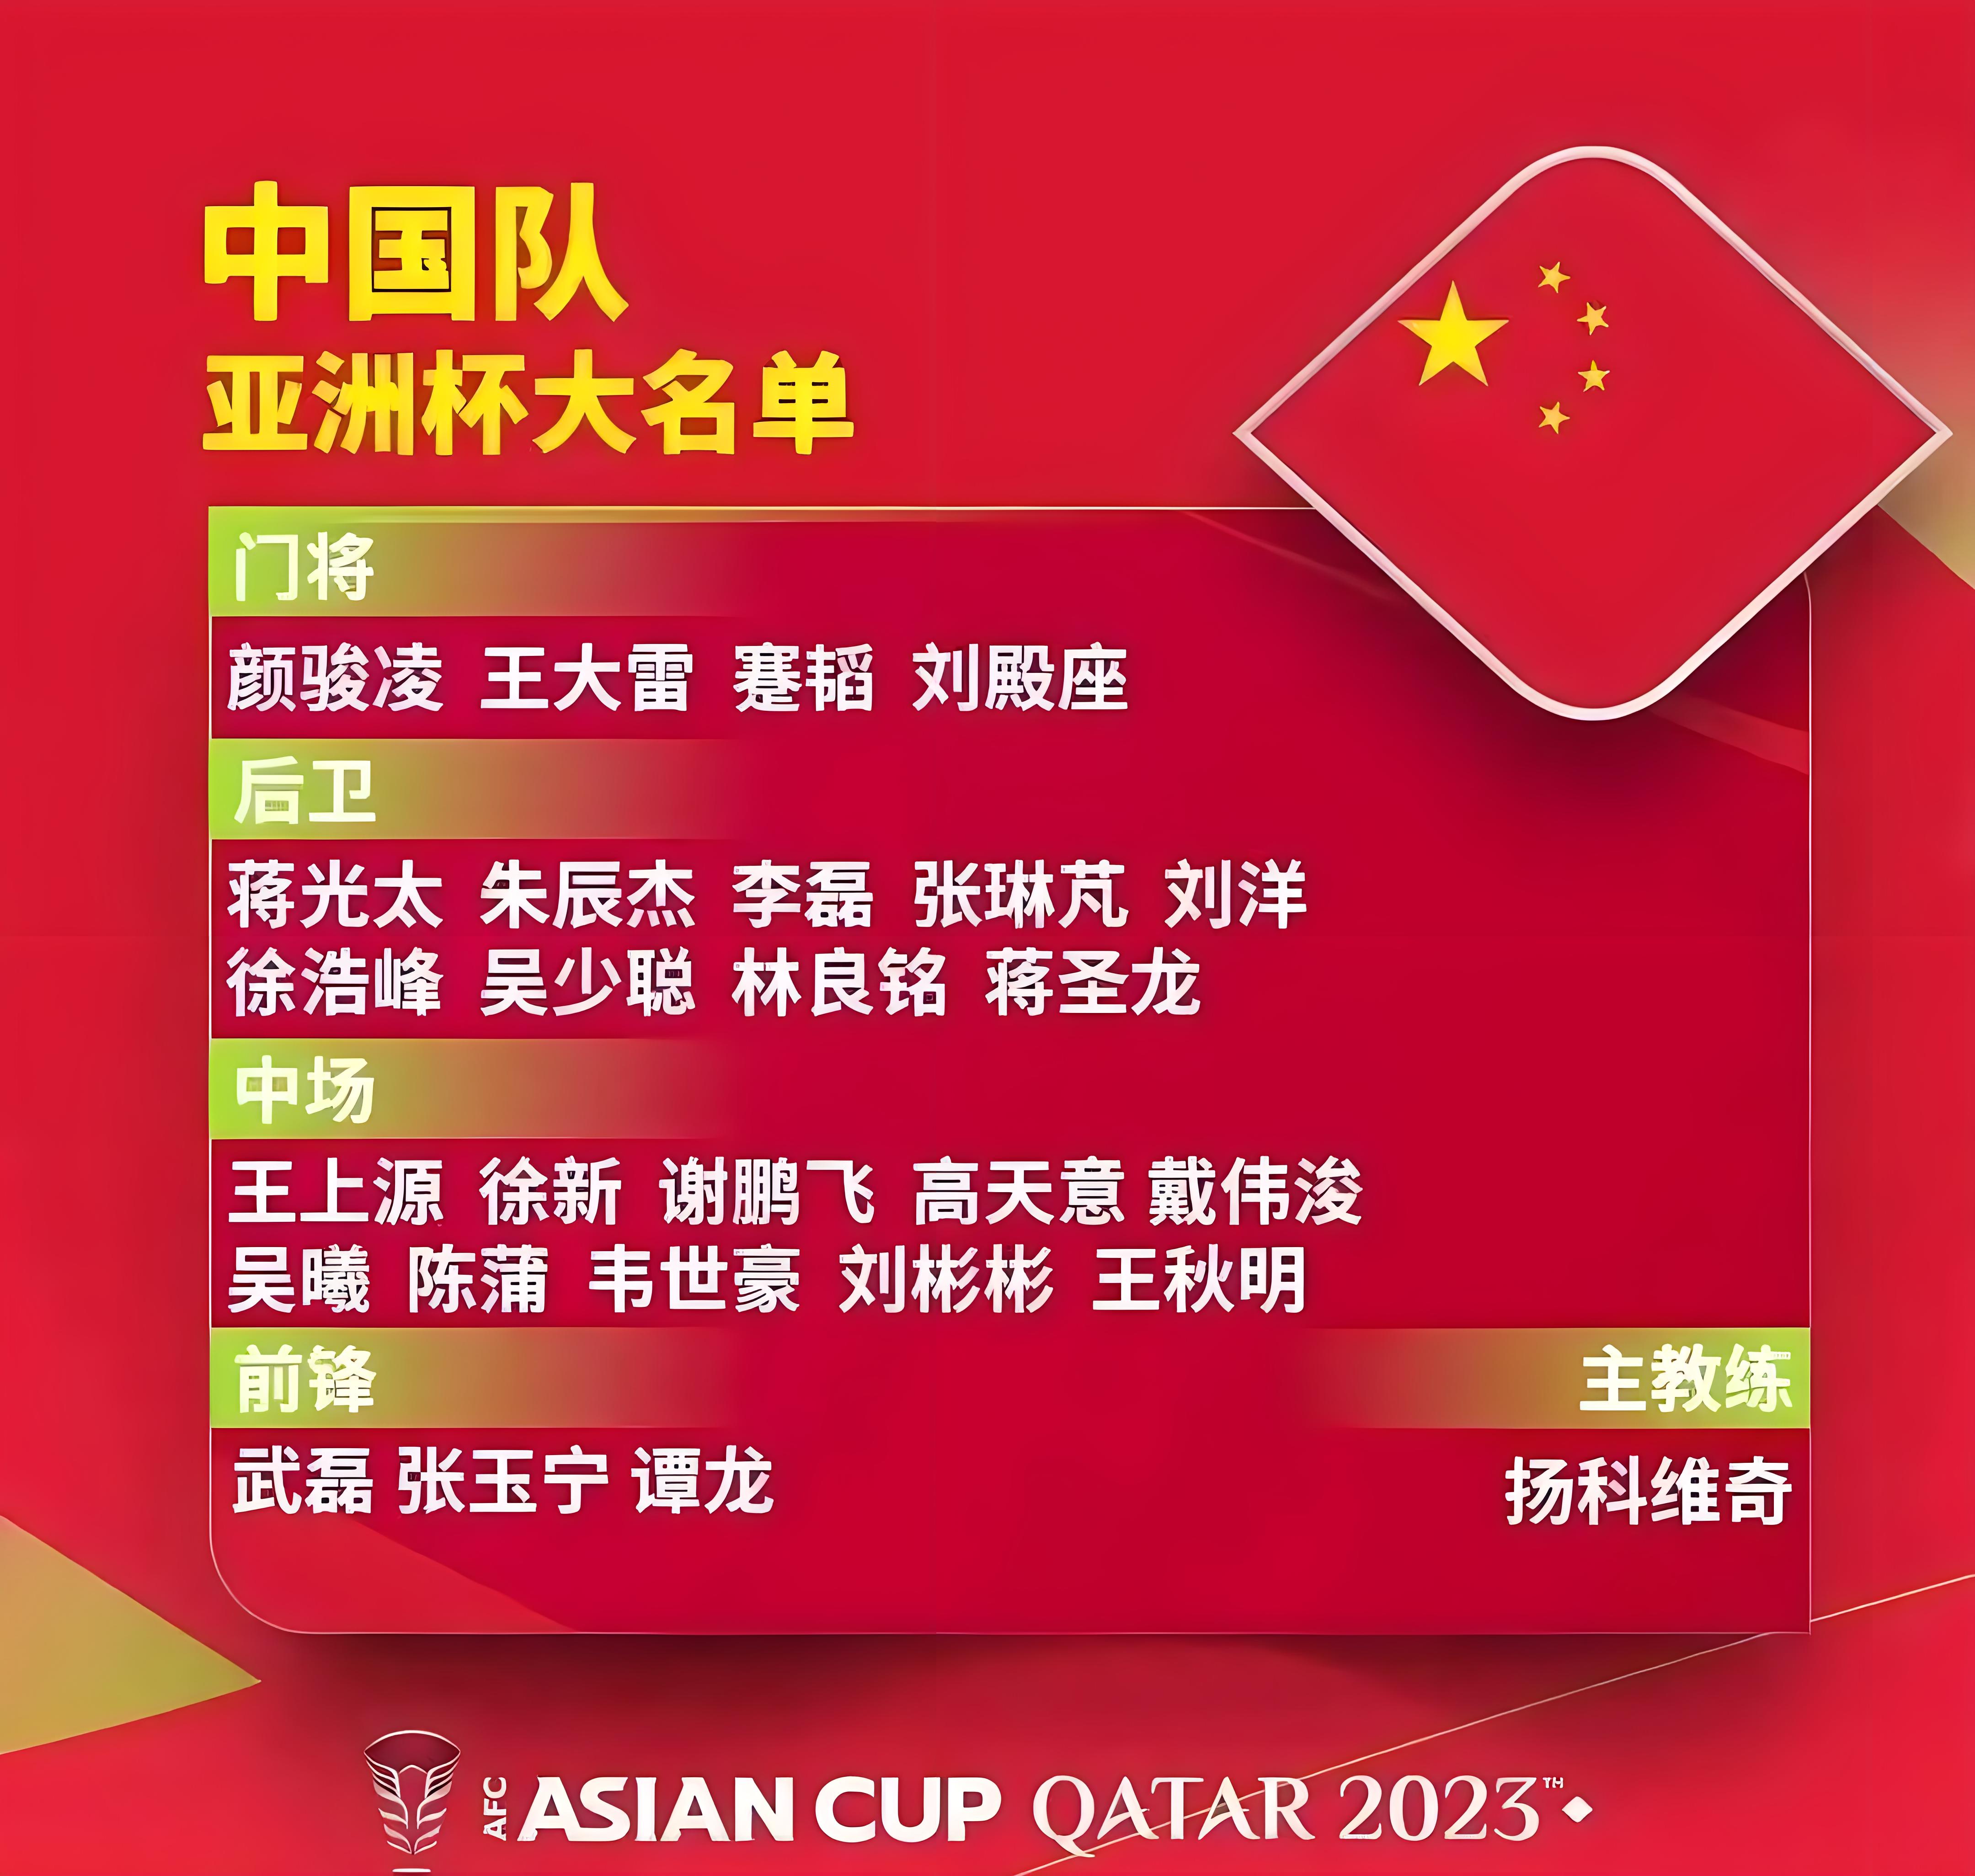 中国队
亚洲杯大名单
门将
颜骏凌 王大雷 蹇韬 刘殿座
后卫
蒋光太 朱辰杰 李磊 张琳芃 刘洋
徐浩峰 吴少聪 林良铭 蒋圣龙
中场
王上源 徐新 谢鹏飞 高天意 戴伟浚
吴曦 陈蒲 韦世豪 刘彬彬 王秋明
前锋
主教练
武磊 张玉宁 谭龙
扬科维奇
AFC ASIAN CUP QATAR 2023™